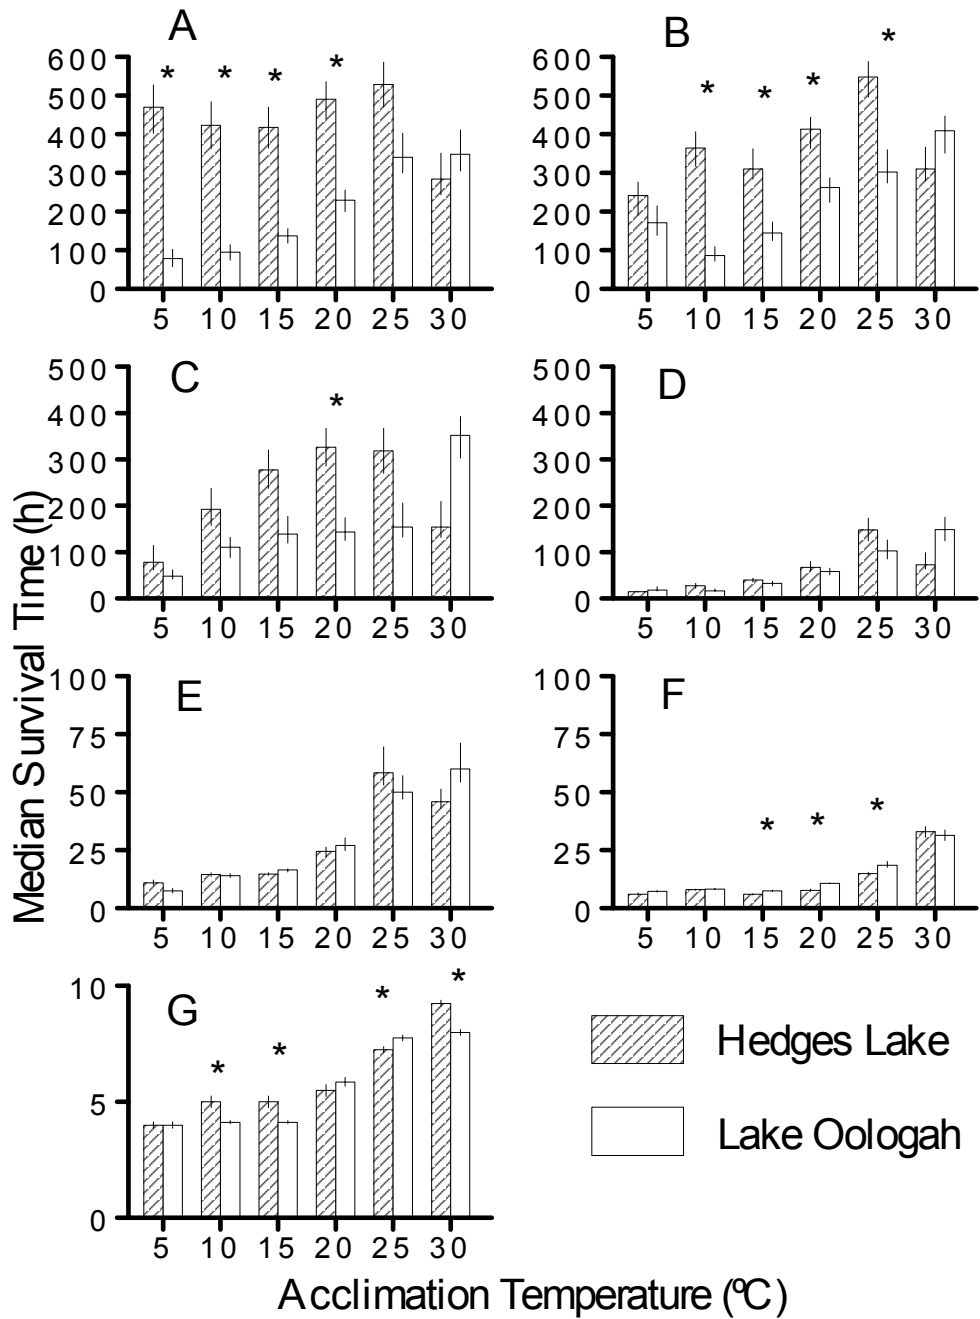 A
B
600
500
400
300
200
100
0
* * * *
5 10 15 20 25 30
600
500
400
300
200
100
0
* * * *
5 10 15 20 25 30
C
D
500
400
300
200
100
0
*
5 10 15 20 25 30
500
400
300
200
100
0
5 10 15 20 25 30
E
F
100
75
50
25
0
5 10 15 20 25 30
100
75
50
25
0
* * *
5 10 15 20 25 30
G
10
5
0
* * * *
5 10 15 20 25 30
Hedges Lake
Lake Oologah
Median Survival Time (h)
Acclimation Temperature (ºC)